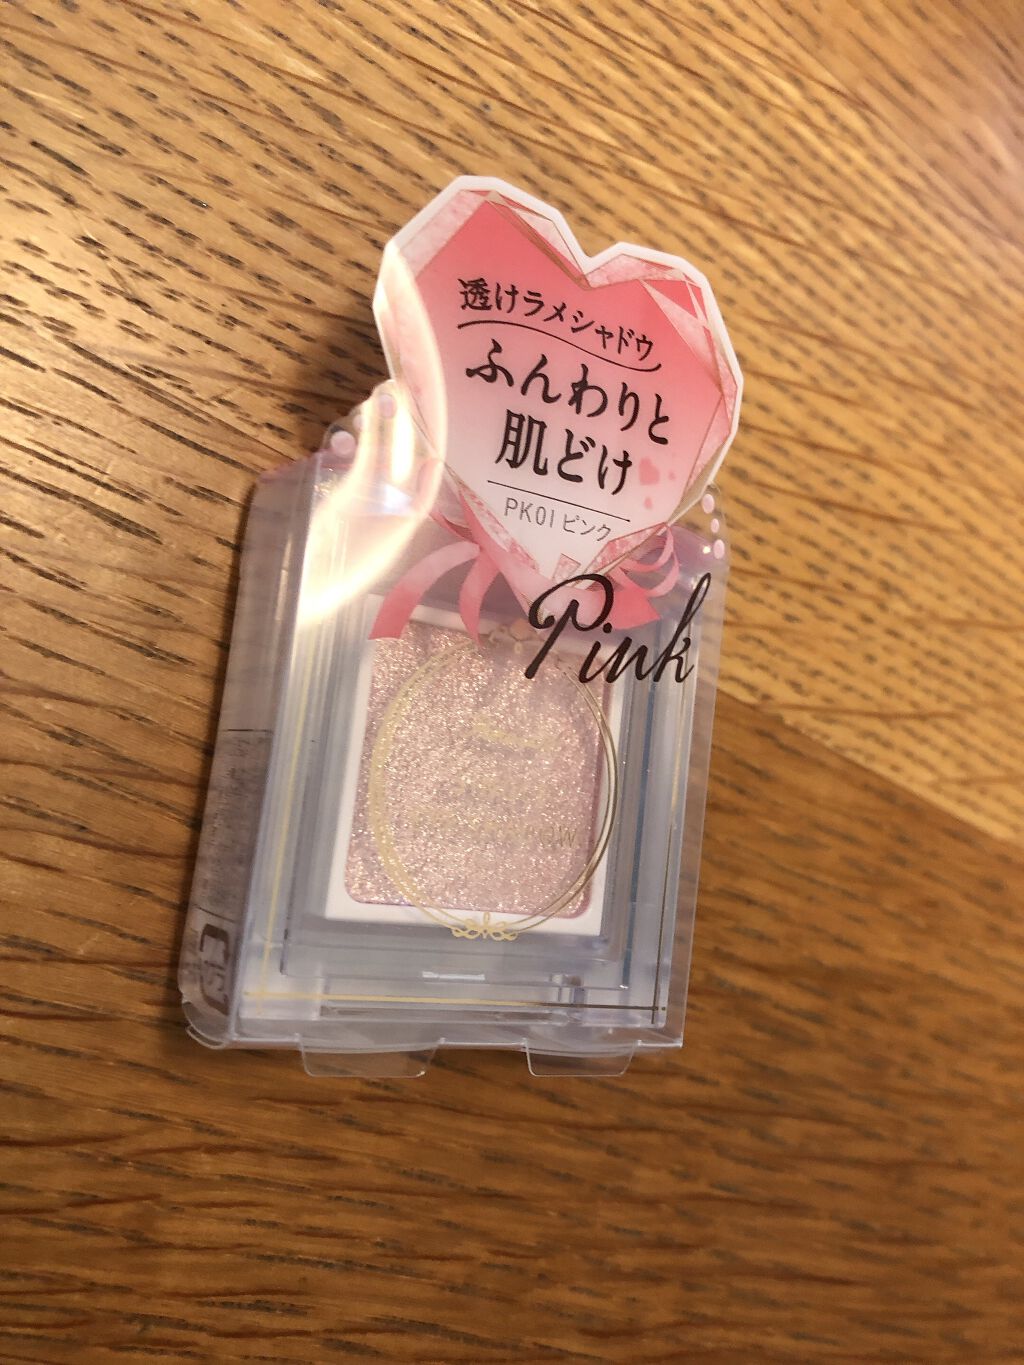 透けラメシャドウ
ふんわりと
肌どけ
PK01 ピンク
Pink